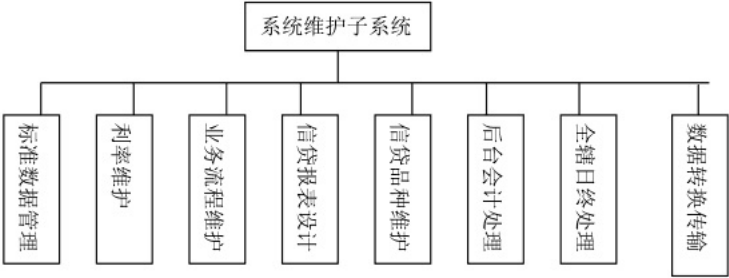 系统维护子系统
标准数据管理
利率维护
业务流程维护
信贷报表设计
信贷品种维护
后台会计处理
全辖日终处理
数据转换传输